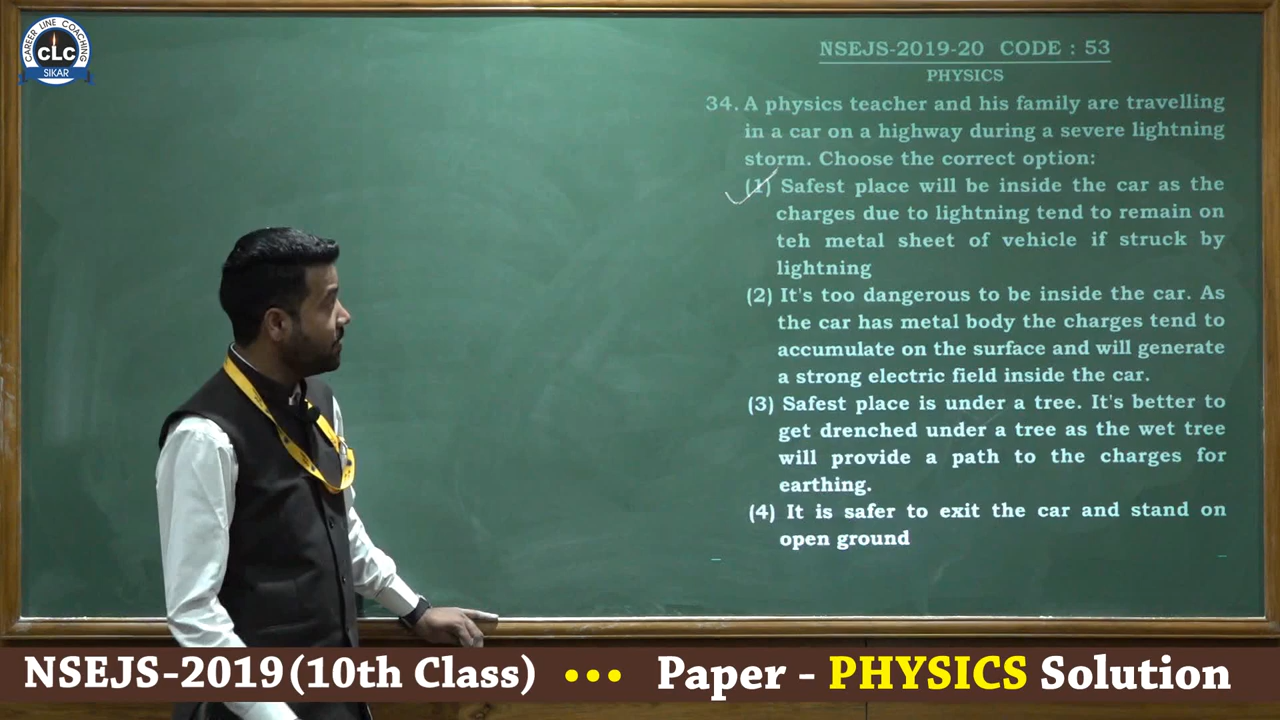 CAREER LINE COACHING
CLC
SIKAR
NSEJS-2019-20 CODE : 53
PHYSICS
34. A physics teacher and his family are travelling
in a car on a highway during a severe lightning
storm. Choose the correct option:
(1) Safest place will be inside the car as the
charges due to lightning tend to remain on
teh metal sheet of vehicle if struck by
lightning
(2) It's too dangerous to be inside the car. As
the car has metal body the charges tend to
accumulate on the surface and will generate
a strong electric field inside the car.
(3) Safest place is under a tree. It's better to
get drenched under a tree as the wet tree
will provide a path to the charges for
earthing.
(4) It is safer to exit the car and stand on
open ground
NSEJS-2019(10th Class) ••• Paper - PHYSICS Solution